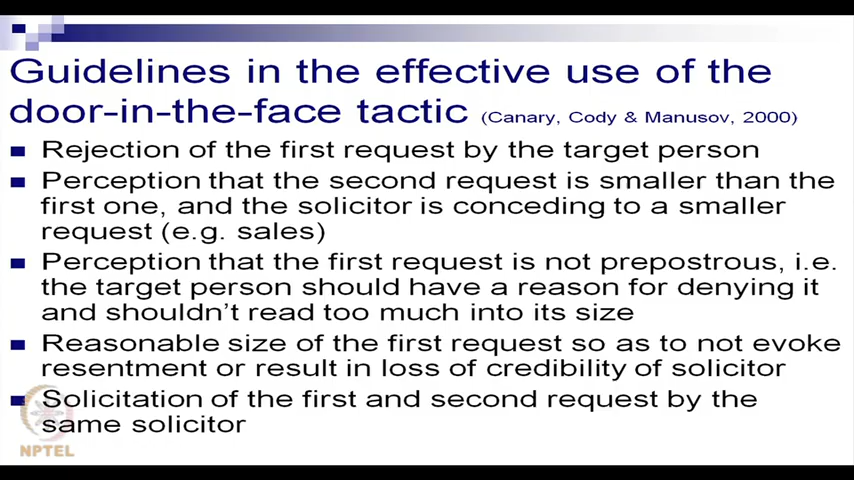 Guidelines in the effective use of the
door-in-the-face tactic (Canary, Cody & Manusov, 2000)
Rejection of the first request by the target person
Perception that the second request is smaller than the
first one, and the solicitor is conceding to a smaller
request (e.g. sales)
Perception that the first request is not prepostrous, i.e.
the target person should have a reason for denying it
and shouldn't read too much into its size
Reasonable size of the first request so as to not evoke
resentment or result in loss of credibility of solicitor
Solicitation of the first and second request by the
same solicitor
NPTEL